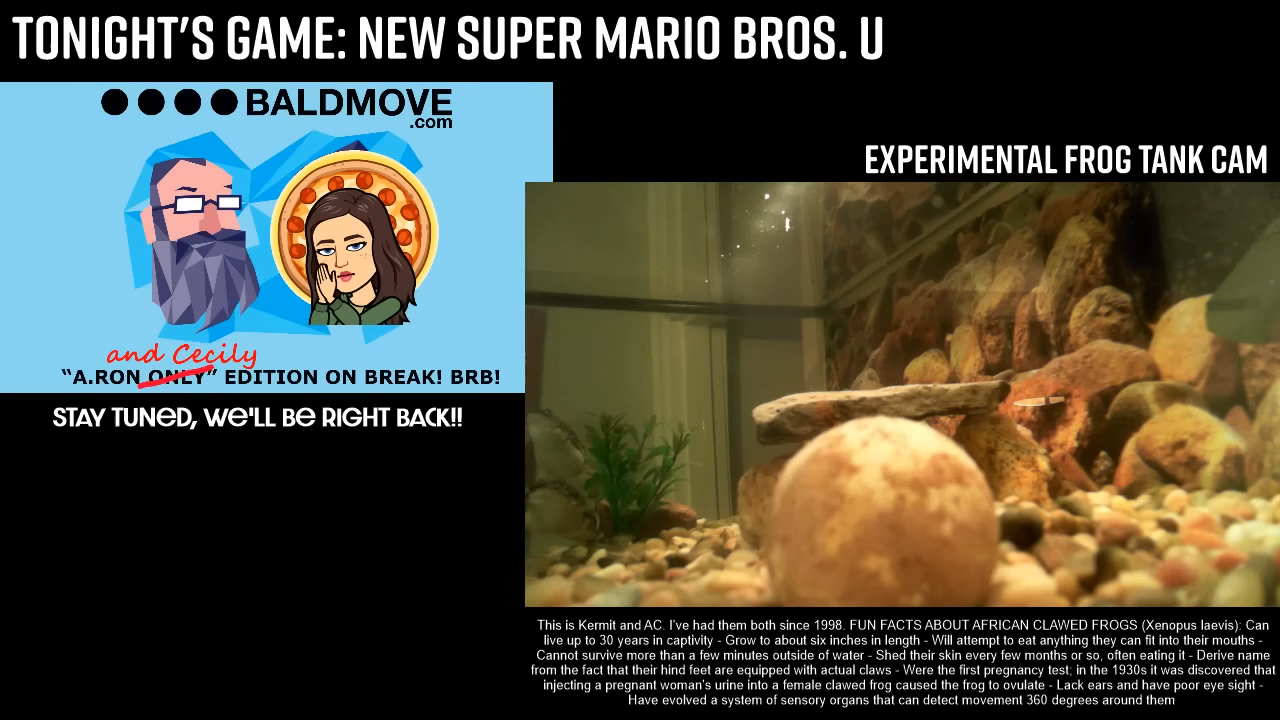 TONIGHT'S GAME: NEW SUPER MARIO BROS. U
BALDMOVE
.com
and Cecily
"A.RON ONLY" EDITION ON BREAK! BRB!
STAY TUNED, WE'LL BE RIGHT BACK!!
EXPERIMENTAL FROG TANK CAM
This is Kermit and AC. I've had them both since 1998. FUN FACTS ABOUT AFRICAN CLAWED FROGS (Xenopus laevis): Can
live up to 30 years in captivity - Grow to about six inches in length - Will attempt to eat anything they can fit into their mouths -
Cannot survive more than a few minutes outside of water - Shed their skin every few months or so, often eating it - Derive name
from the fact that their hind feet are equipped with actual claws - Were the first pregnancy test; in the 1930s it was discovered that
injecting a pregnant woman's urine into a female clawed frog caused the frog to ovulate - Lack ears and have poor eye sight -
Have evolved a system of sensory organs that can detect movement 360 degrees around them